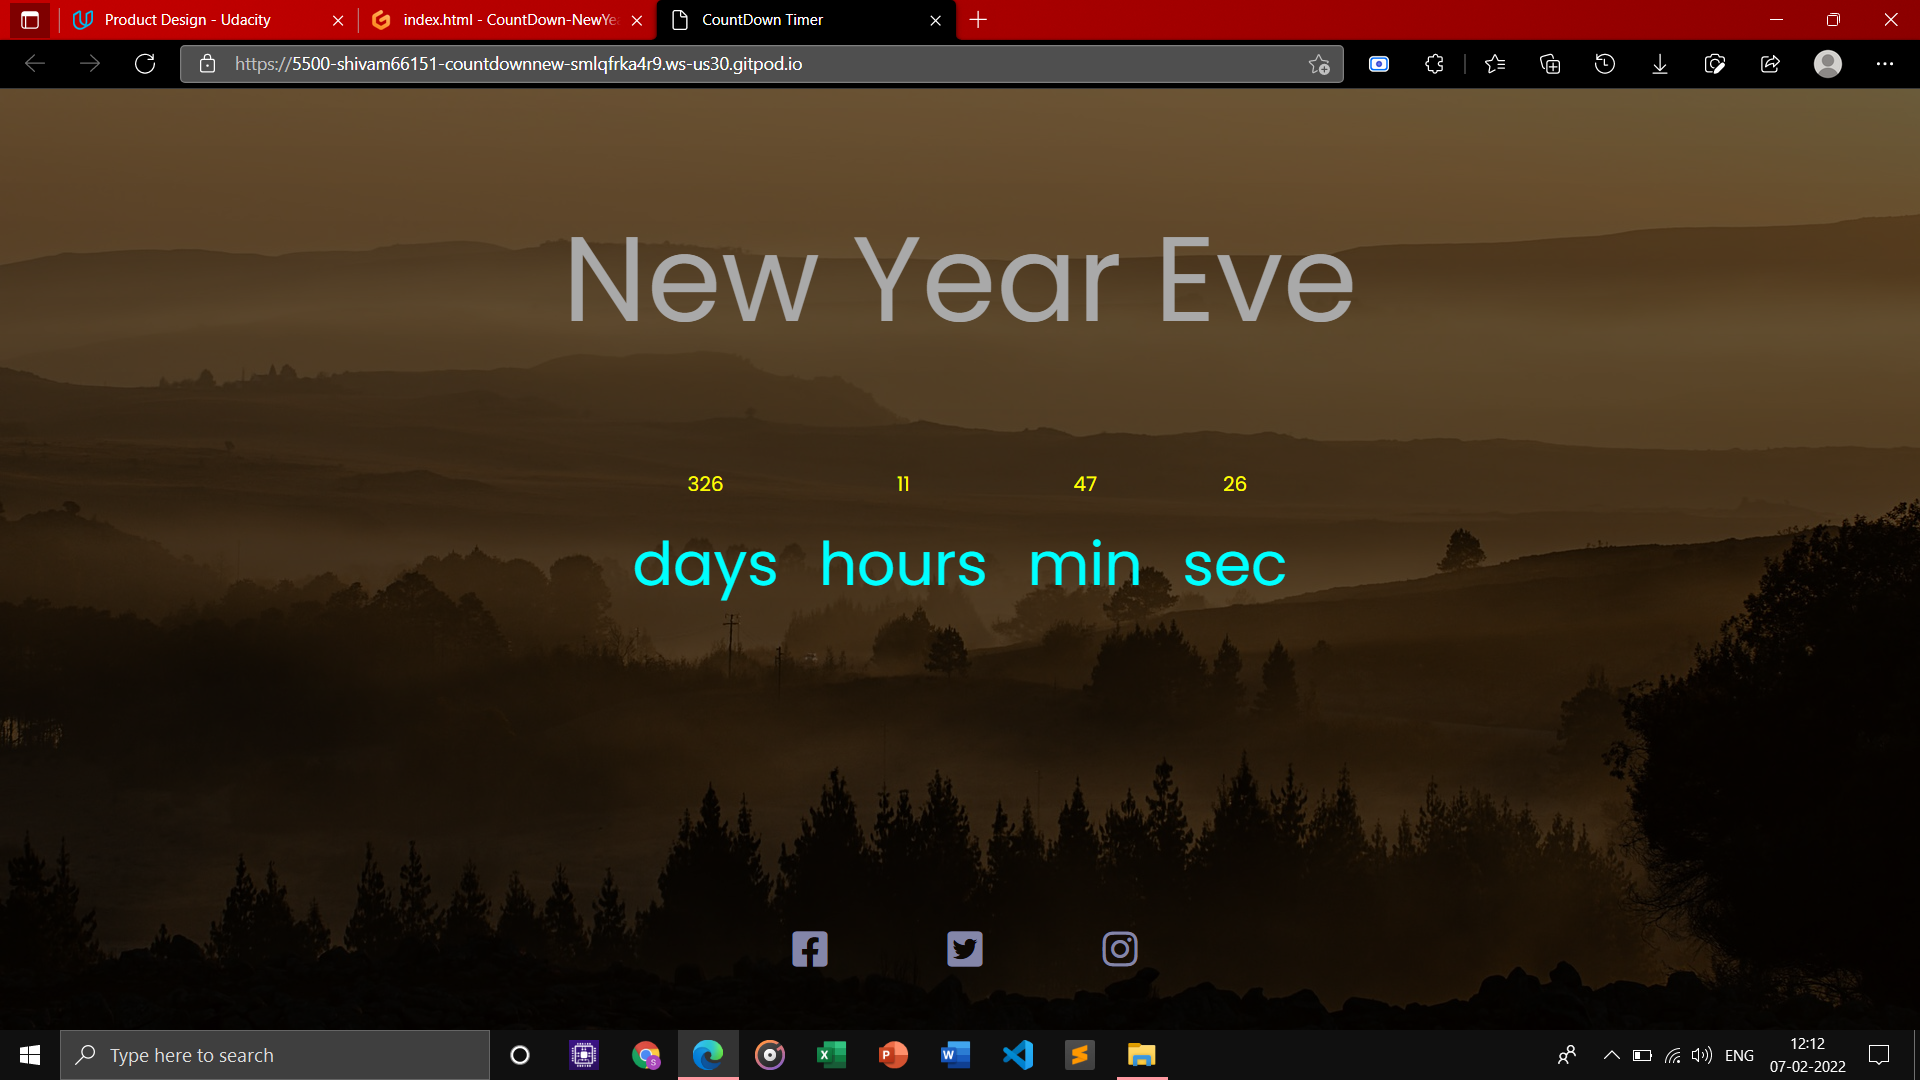 Product Design - Udacity
index.html - CountDown-NewYea
CountDown Timer
https://5500-shivam66151-countdownnew-smlqfrka4r9.ws-us30.gitpod.io
New Year Eve
326 11 47 26
days hours min sec
Type here to search
ENG
12:12
07-02-2022